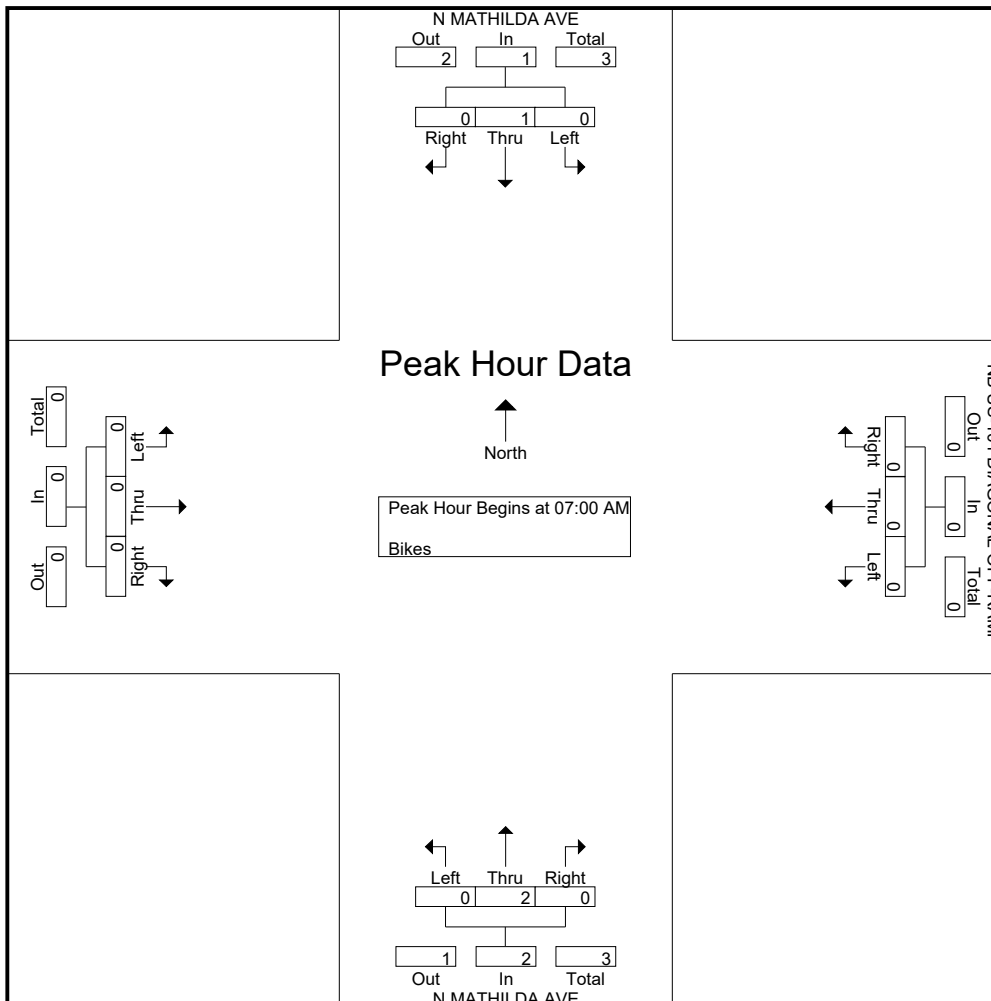 N MATHILDA AVE
Out In Total
2 1 3
0 1 0
Right Thru Left
Peak Hour Data
North
Peak Hour Begins at 07:00 AM
Bikes
Total In Out
0 0 0
0 0 0
Left Thru Right
Right Thru Left
0 0 0
Out In Total
0 0 0
Left Thru Right
0 2 0
1 2 3
Out In Total
N MATHILDA AVE